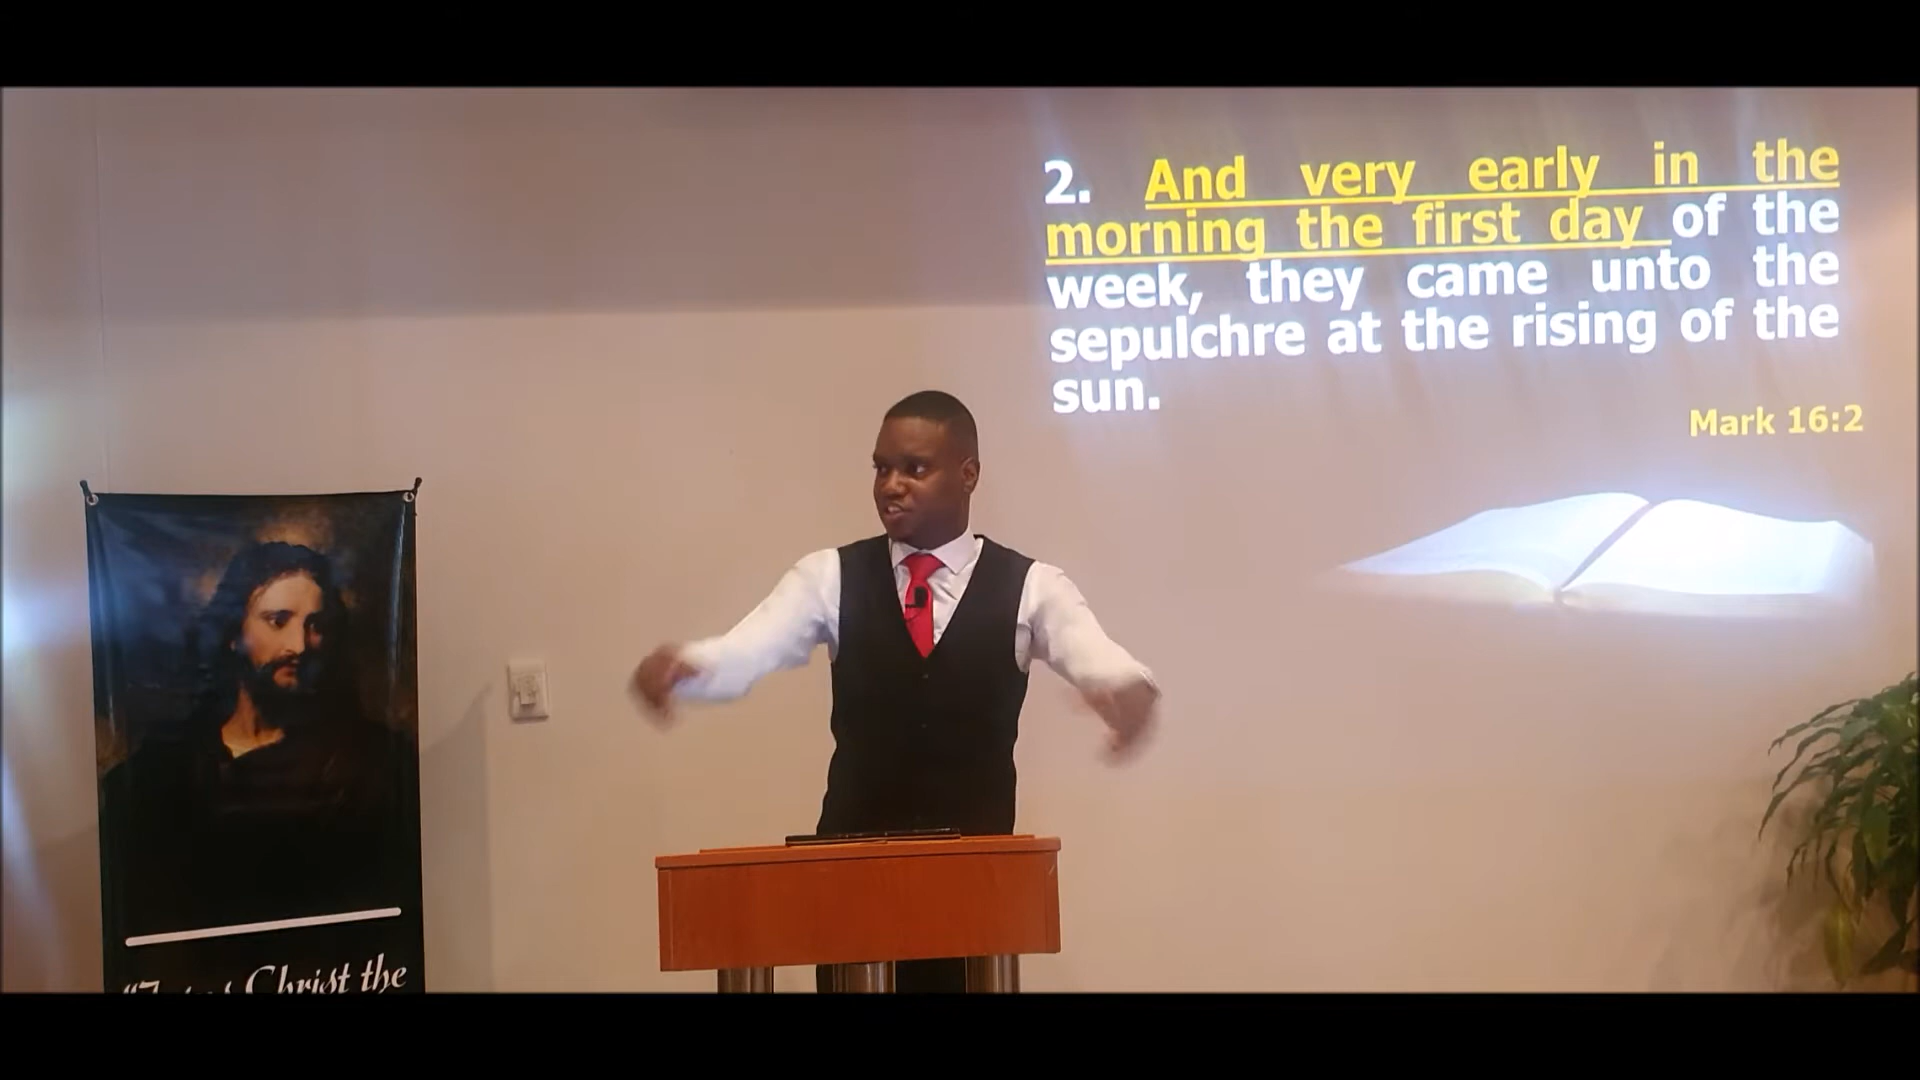 2. And very early in the
morning the first day of the
week, they came unto the
sepulchre at the rising of the
sun.
Mark 16:2
Christ the